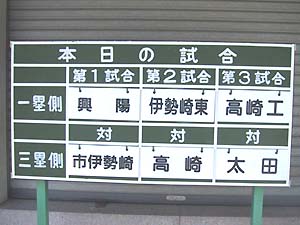 本日の試合
第1試合 第2試合 第3試合
一塁側 興陽 伊勢崎東 高崎工
対 対 対
三塁側 市伊勢崎 高崎 太田